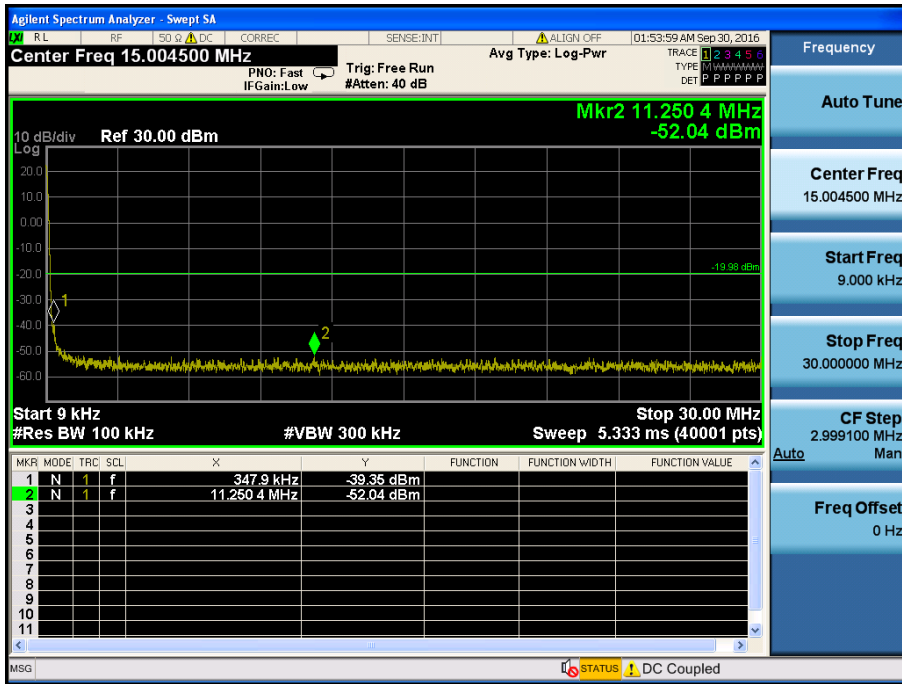 Agilent Spectrum Analyzer - Swept SA
LXI RL RF 50 Ω DC CORREC SENSE:INT ALIGN OFF 01:53:59 AM Sep 30, 2016
Center Freq 15.004500 MHz
PNO: Fast
IFGain:Low
Trig: Free Run
#Atten: 40 dB
Avg Type: Log-Pwr
TRACE 1 2 3 4 5 6
TYPE MWWWWW
DET P P P P P P
Mkr2 11.250 4 MHz
-52.04 dBm
10 dB/div Ref 30.00 dBm
Log
20.0
10.0
0.00
-10.0
-20.0
-30.0
-40.0
-50.0
-60.0
-19.98 dBm
1
2
Start 9 kHz Stop 30.00 MHz
#Res BW 100 kHz #VBW 300 kHz Sweep 5.333 ms (40001 pts)
MKR MODE TRC SCL X Y FUNCTION FUNCTION WIDTH FUNCTION VALUE
1 N 1 f 347.9 kHz -39.35 dBm
2 N 1 f 11.250 4 MHz -52.04 dBm
3
4
5
6
7
8
9
10
11
MSG STATUS DC Coupled
Frequency
Auto Tune
Center Freq
15.004500 MHz
Start Freq
9.000 kHz
Stop Freq
30.000000 MHz
CF Step
2.999100 MHz
Auto Man
Freq Offset
0 Hz